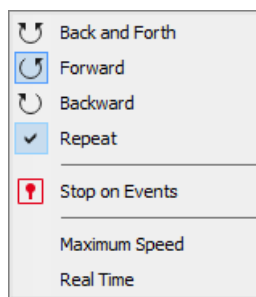 Back and Forth
Forward
Backward
Repeat
Stop on Events
Maximum Speed
Real Time